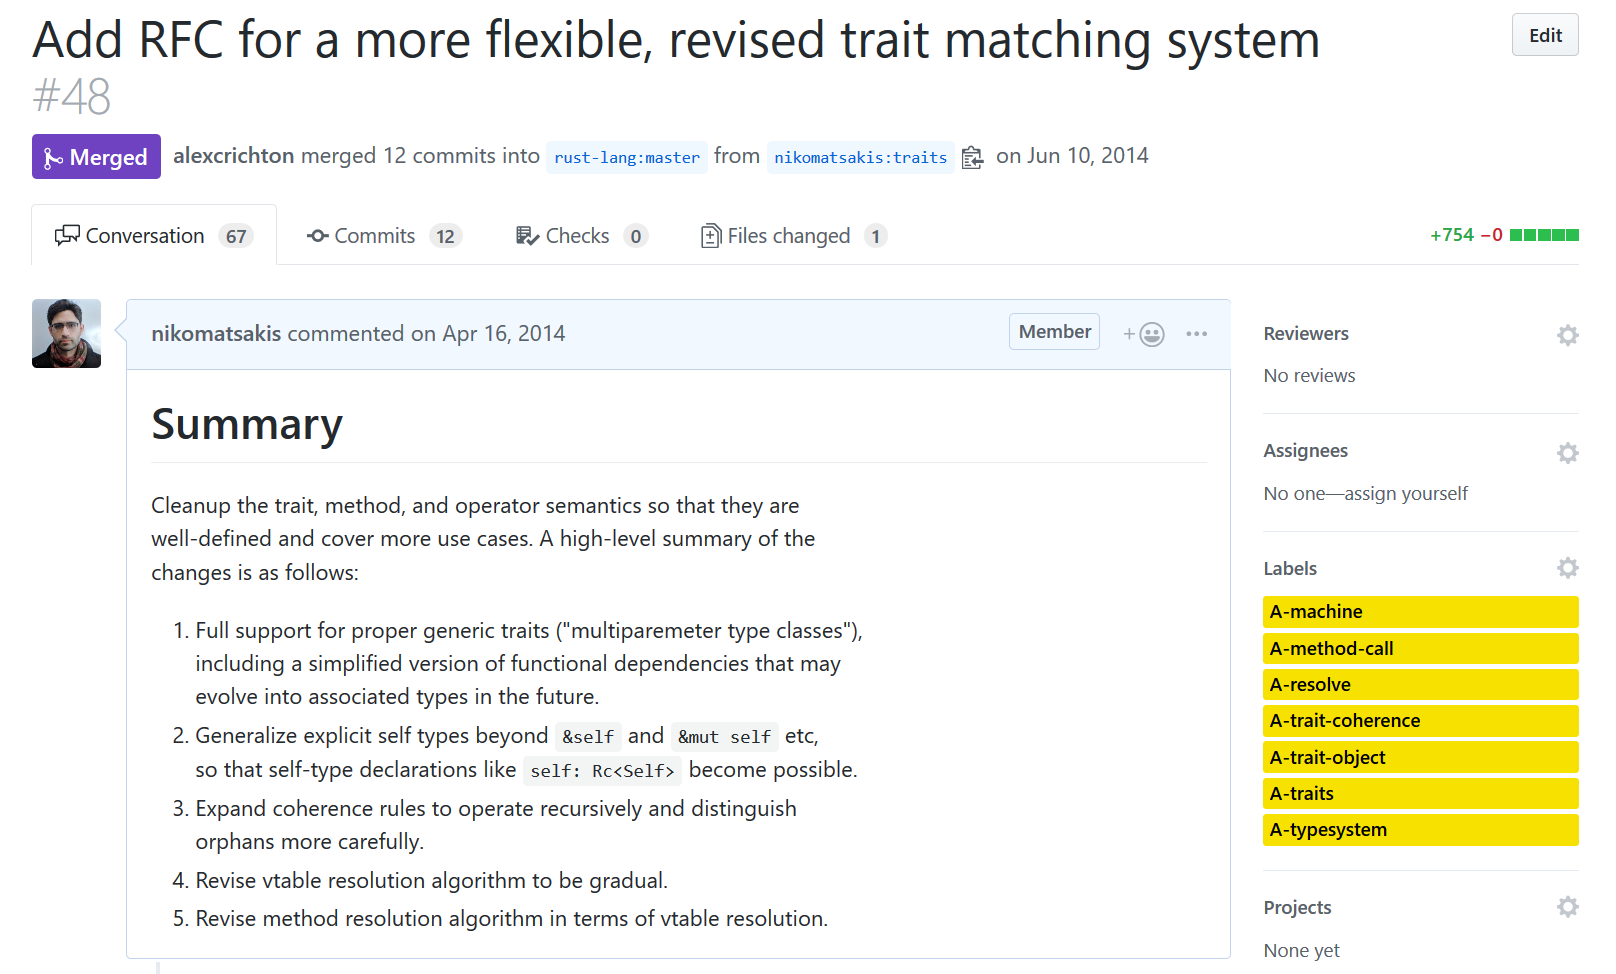 Add RFC for a more flexible, revised trait matching system
#48
Edit
Merged alexcrichton merged 12 commits into rust-lang:master from nikomatsakis:traits on Jun 10, 2014
Conversation 67 Commits 12 Checks 0 Files changed 1 +754 −0
nikomatsakis commented on Apr 16, 2014 Member +
Summary
Cleanup the trait, method, and operator semantics so that they are
well-defined and cover more use cases. A high-level summary of the
changes is as follows:
1. Full support for proper generic traits ("multiparemeter type classes"),
including a simplified version of functional dependencies that may
evolve into associated types in the future.
2. Generalize explicit self types beyond &self and &mut self etc,
so that self-type declarations like self: Rc<Self> become possible.
3. Expand coherence rules to operate recursively and distinguish
orphans more carefully.
4. Revise vtable resolution algorithm to be gradual.
5. Revise method resolution algorithm in terms of vtable resolution.
Reviewers
No reviews
Assignees
No one—assign yourself
Labels
A-machine
A-method-call
A-resolve
A-trait-coherence
A-trait-object
A-traits
A-typesystem
Projects
None yet